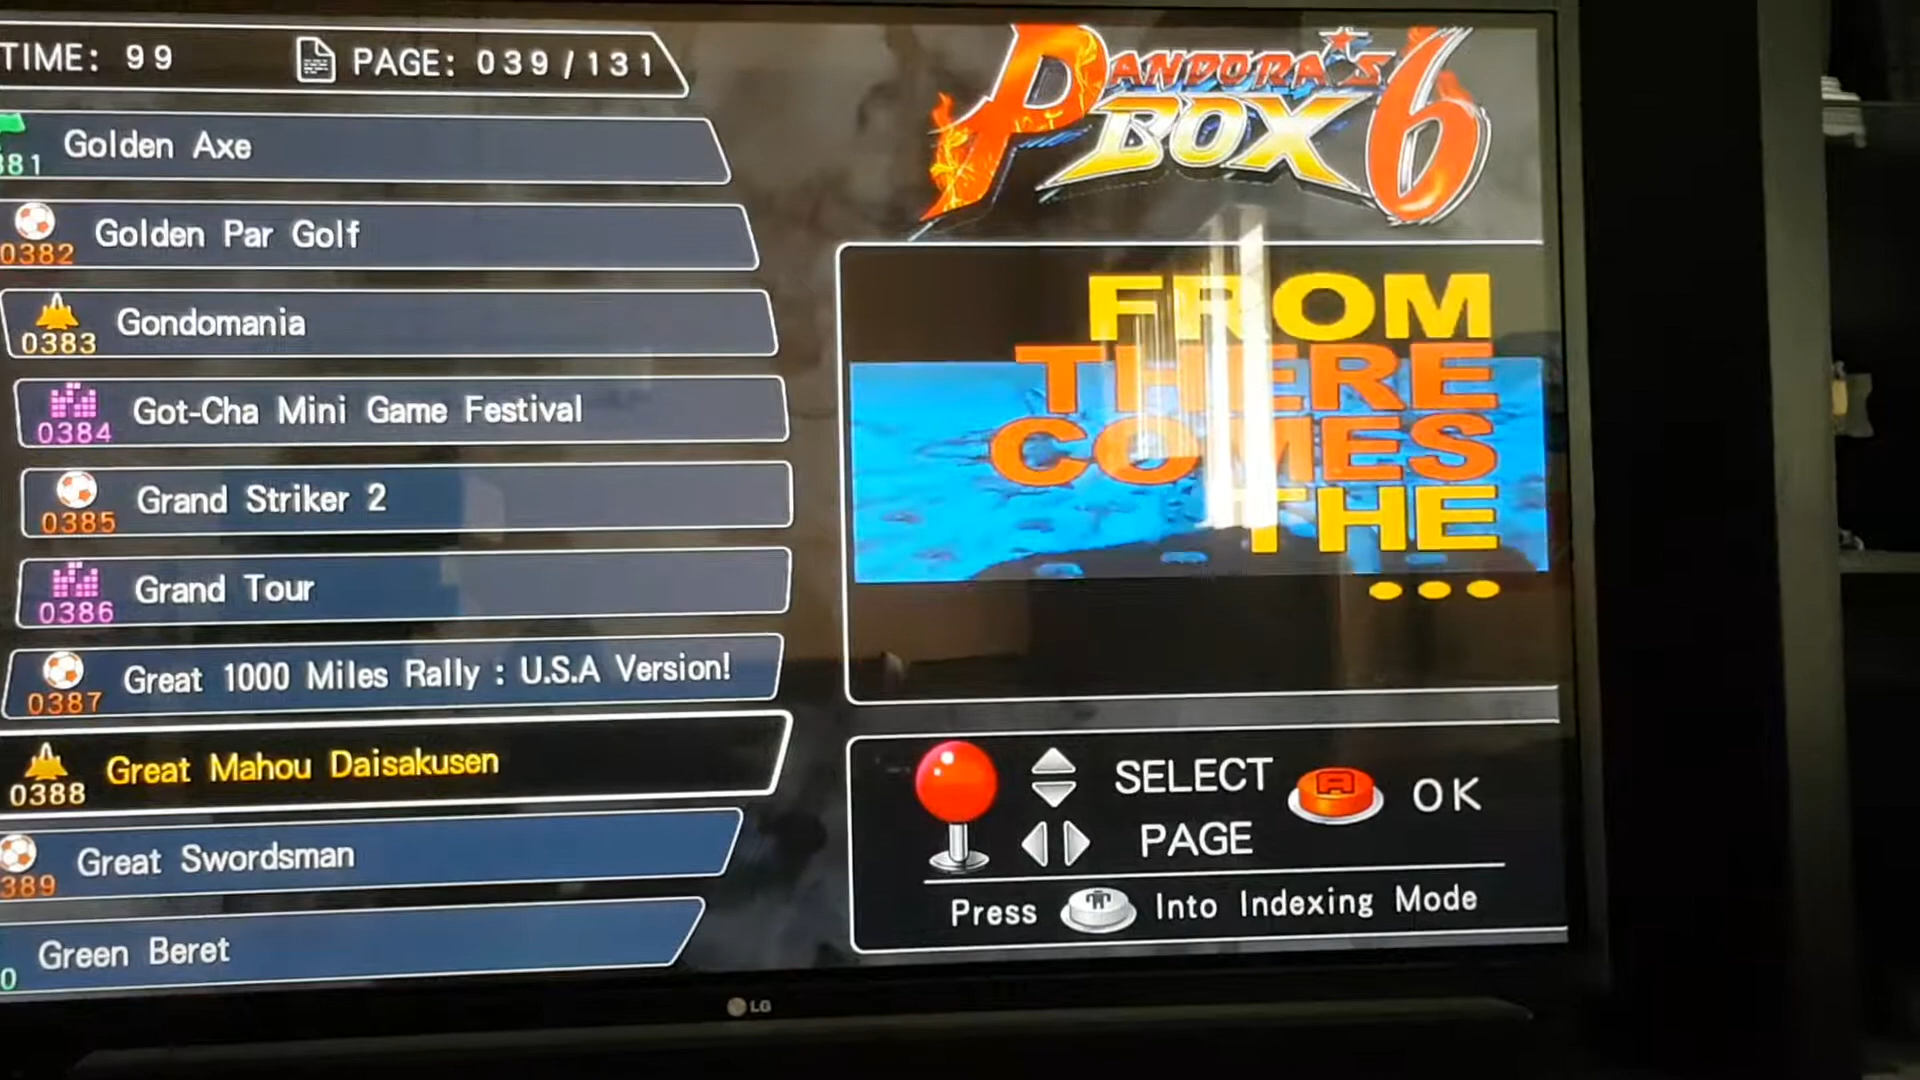 TIME: 99
PAGE: 039/131
PANDORA'S
BOX 6
Golden Axe
381
Golden Par Golf
0382
Gondomania
0383
Got-Cha Mini Game Festival
0384
Grand Striker 2
0385
Grand Tour
0386
Great 1000 Miles Rally : U.S.A Version!
0387
Great Mahou Daisakusen
0388
Great Swordsman
389
Green Beret
0
FROM
THERE
COMES
THE
...
SELECT
A
OK
PAGE
Press Into Indexing Mode
LG